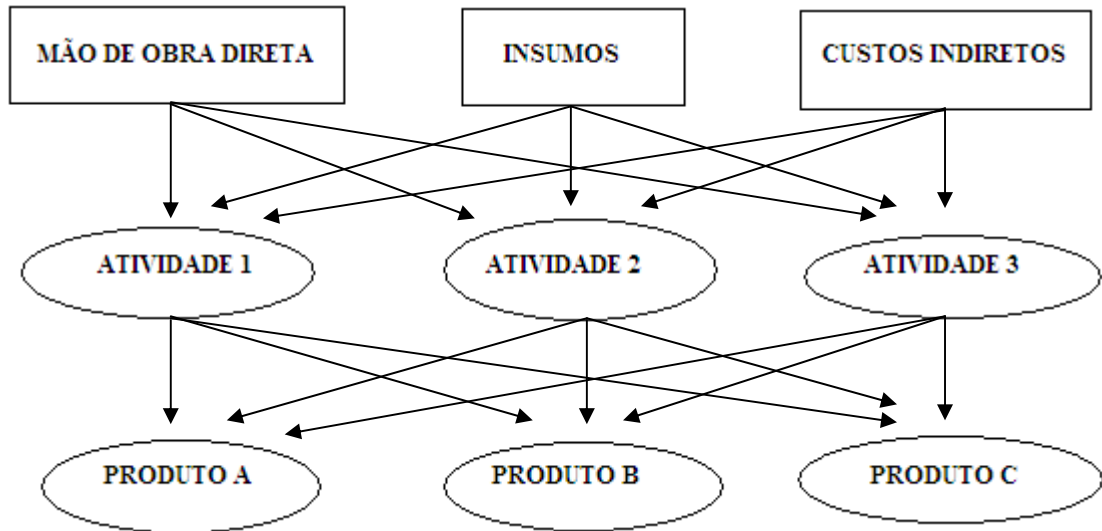 MÃO DE OBRA DIRETA
INSUMOS
CUSTOS INDIRETOS
ATIVIDADE 1
ATIVIDADE 2
ATIVIDADE 3
PRODUTO A
PRODUTO B
PRODUTO C